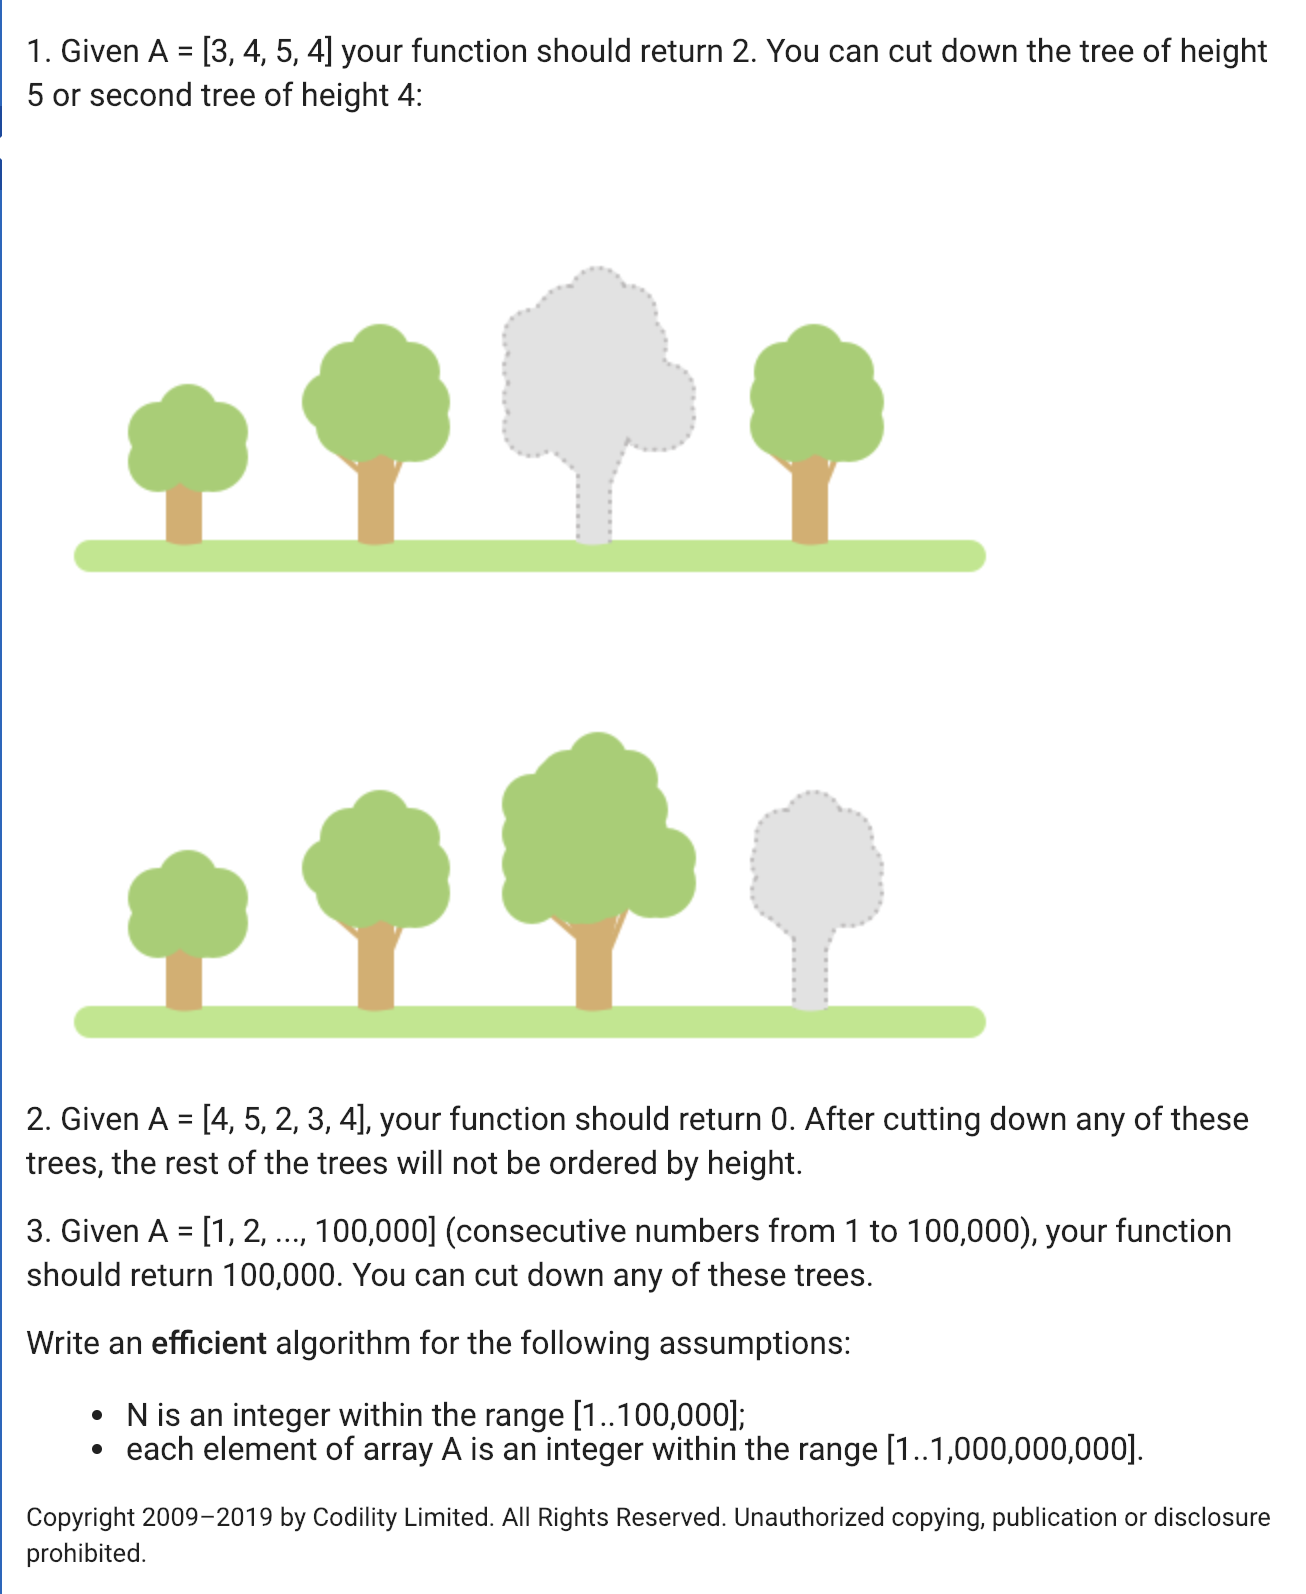 1. Given A = [3, 4, 5, 4] your function should return 2. You can cut down the tree of height
5 or second tree of height 4:
2. Given A = [4, 5, 2, 3, 4], your function should return 0. After cutting down any of these
trees, the rest of the trees will not be ordered by height.
3. Given A = [1, 2, ..., 100,000] (consecutive numbers from 1 to 100,000), your function
should return 100,000. You can cut down any of these trees.
Write an efficient algorithm for the following assumptions:
• N is an integer within the range [1..100,000];
• each element of array A is an integer within the range [1..1,000,000,000].
Copyright 2009–2019 by Codility Limited. All Rights Reserved. Unauthorized copying, publication or disclosure
prohibited.